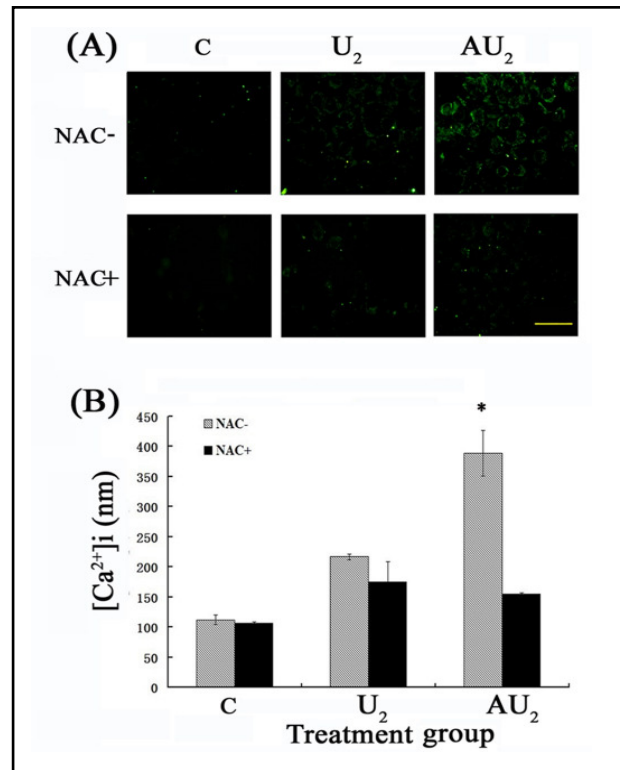 (A)
C U₂ AU₂
NAC-
NAC+
(B)
*
450
400
350
300
250
200
150
100
50
0
NAC-
NAC+
[Ca²⁺]i (nm)
C U₂ AU₂
Treatment group